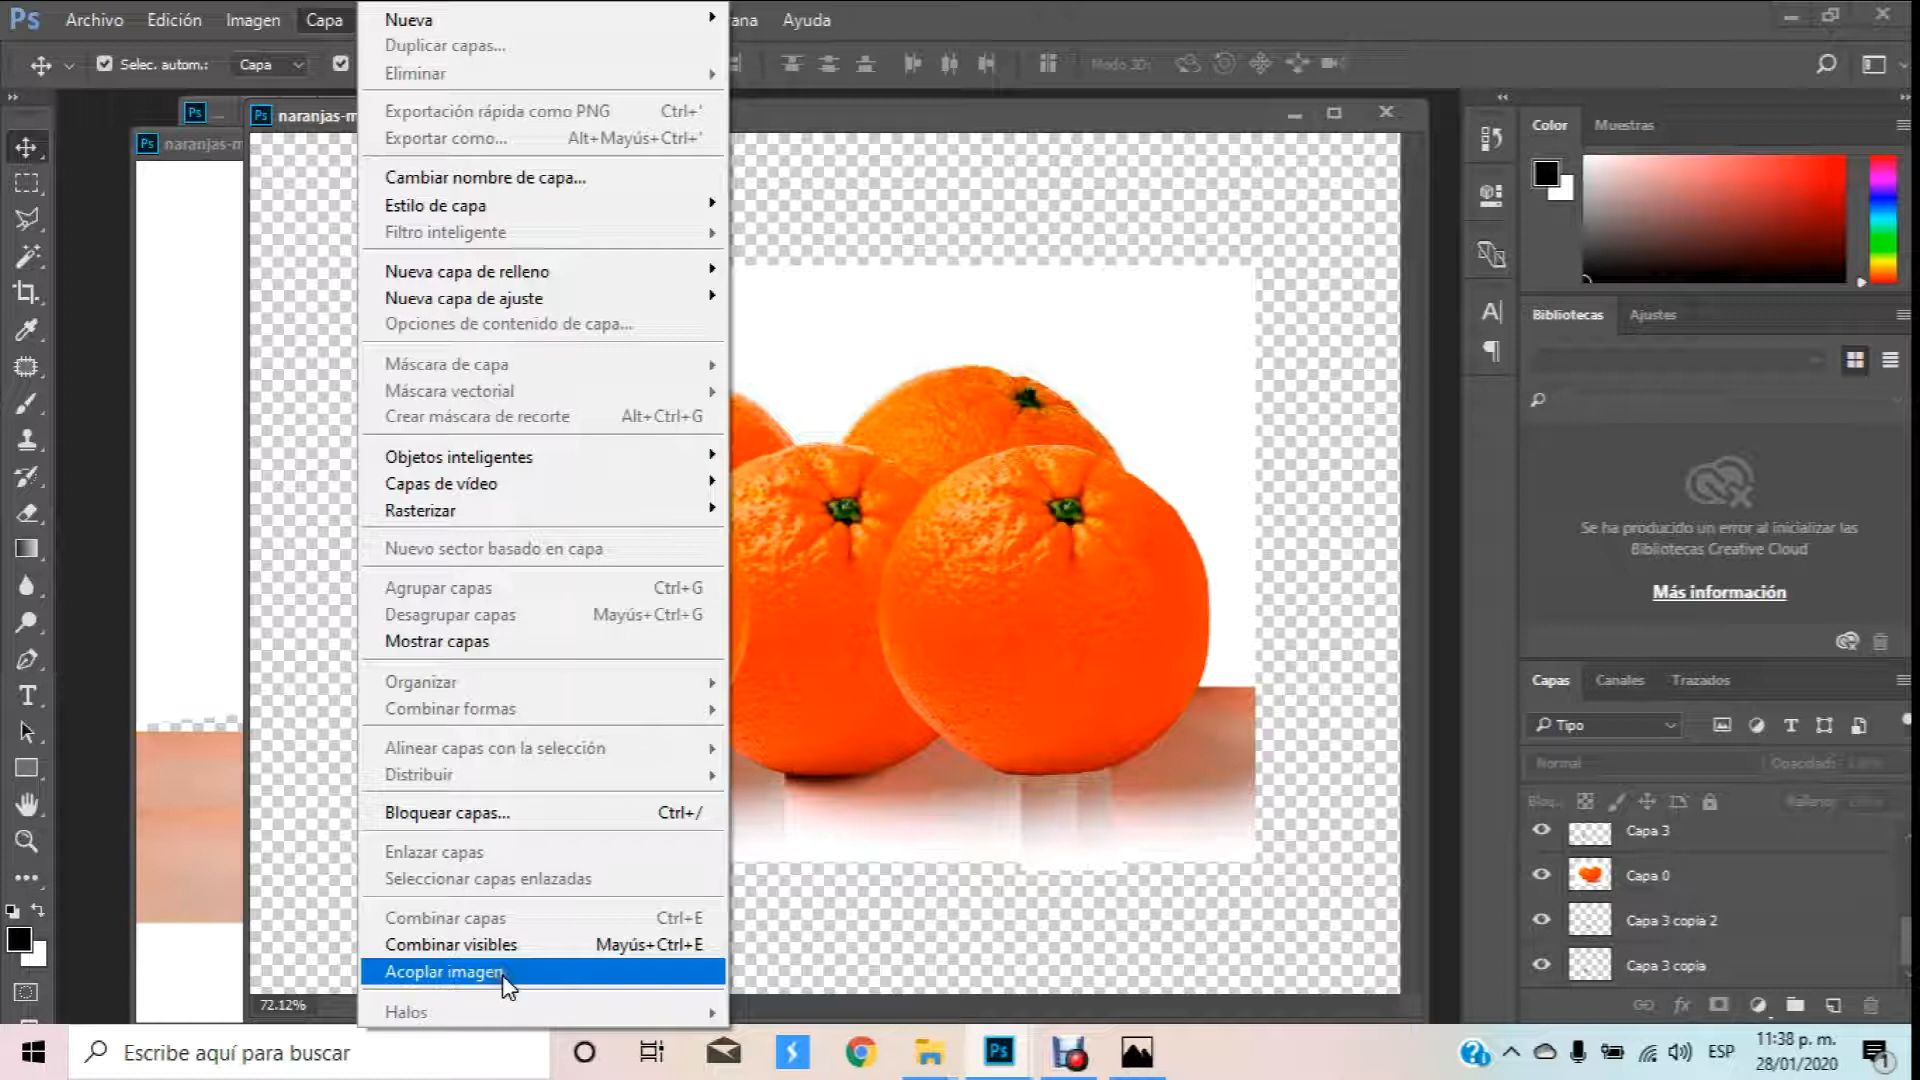 Ps Archivo Edición Imagen Capa ana Ayuda
Selec. autom.: Capa Modo 3D:
Nueva
Duplicar capas...
Eliminar
Exportación rápida como PNG Ctrl+'
Exportar como... Alt+Mayús+Ctrl+'
Cambiar nombre de capa...
Estilo de capa
Filtro inteligente
Nueva capa de relleno
Nueva capa de ajuste
Opciones de contenido de capa...
Máscara de capa
Máscara vectorial
Crear máscara de recorte Alt+Ctrl+G
Objetos inteligentes
Capas de vídeo
Rasterizar
Nuevo sector basado en capa
Agrupar capas Ctrl+G
Desagrupar capas Mayús+Ctrl+G
Mostrar capas
Organizar
Combinar formas
Alinear capas con la selección
Distribuir
Bloquear capas... Ctrl+/
Enlazar capas
Seleccionar capas enlazadas
Combinar capas Ctrl+E
Combinar visibles Mayús+Ctrl+E
Acoplar imagen
Halos
Ps ...
Ps naranjas-m
Ps naranjas-m
72.12%
Color Muestras
Bibliotecas Ajustes
Se ha producido un error al inicializar las
Bibliotecas Creative Cloud
Más información
Capas Canales Trazados
Tipo
Normal Opacidad:
Bloq.: Relleno:
Capa 3
Capa 0
Capa 3 copia 2
Capa 3 copia
fx
Escribe aquí para buscar
Ps
ESP
11:38 p. m.
28/01/2020
1